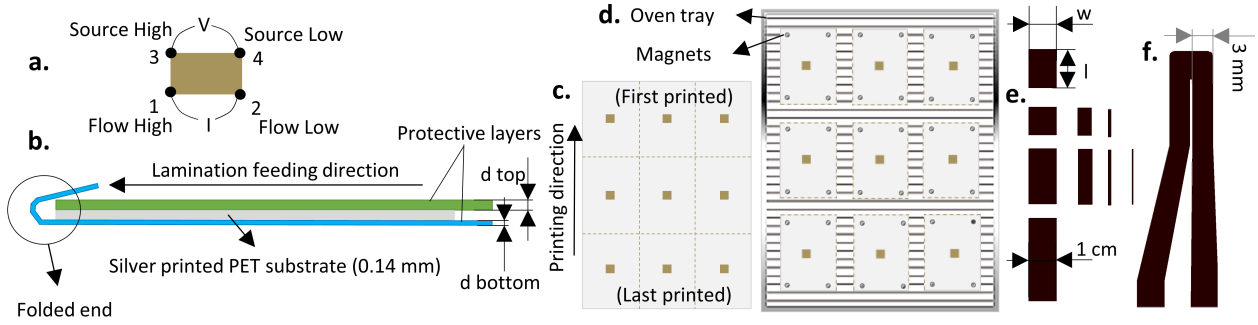 a.
Source High
V
Source Low
3
4
1
2
Flow High
I
Flow Low
b.
Protective layers
Lamination feeding direction
d top
Silver printed PET substrate (0.14 mm)
d bottom
Folded end
c.
(First printed)
Printing direction
(Last printed)
d.
Oven tray
Magnets
e.
w
l
1 cm
f.
3 mm